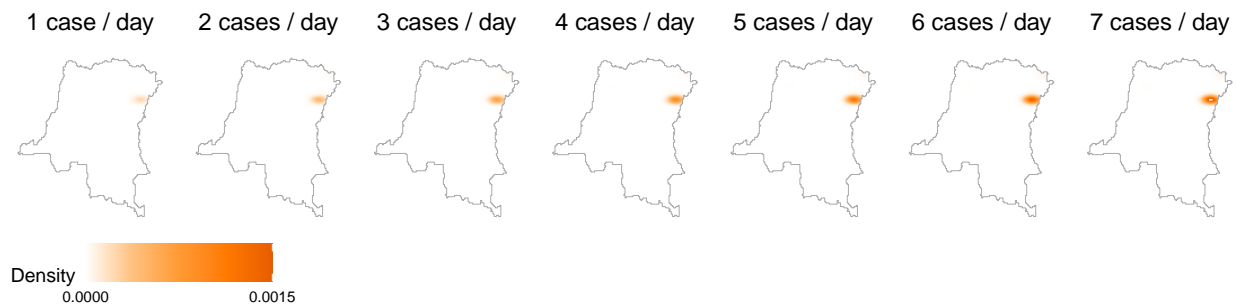 1 case / day 2 cases / day 3 cases / day 4 cases / day 5 cases / day 6 cases / day 7 cases / day
Density
0.0000 0.0015